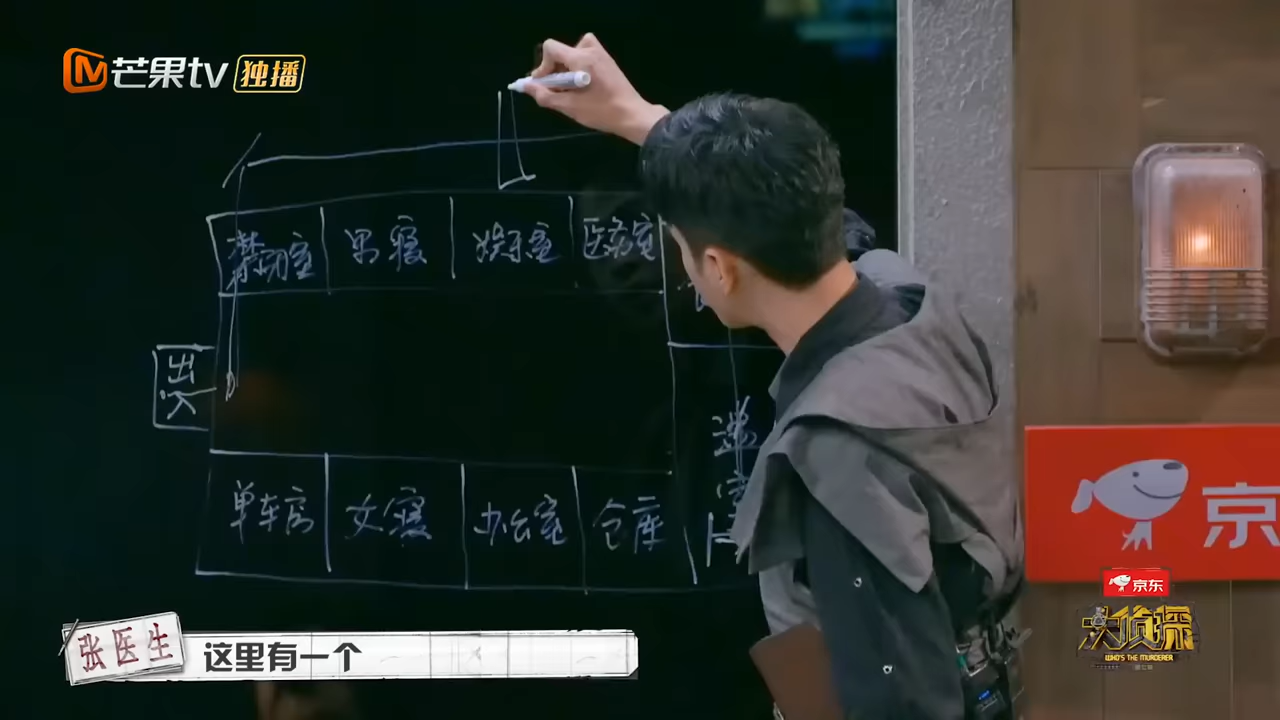 芒果tv 独播
禁闭室 男寝 娱乐室 医务室
出入
单车房 女寝 办公室 仓库
京
京东
大侦探
WHO'S THE MURDERER
张医生 这里有一个